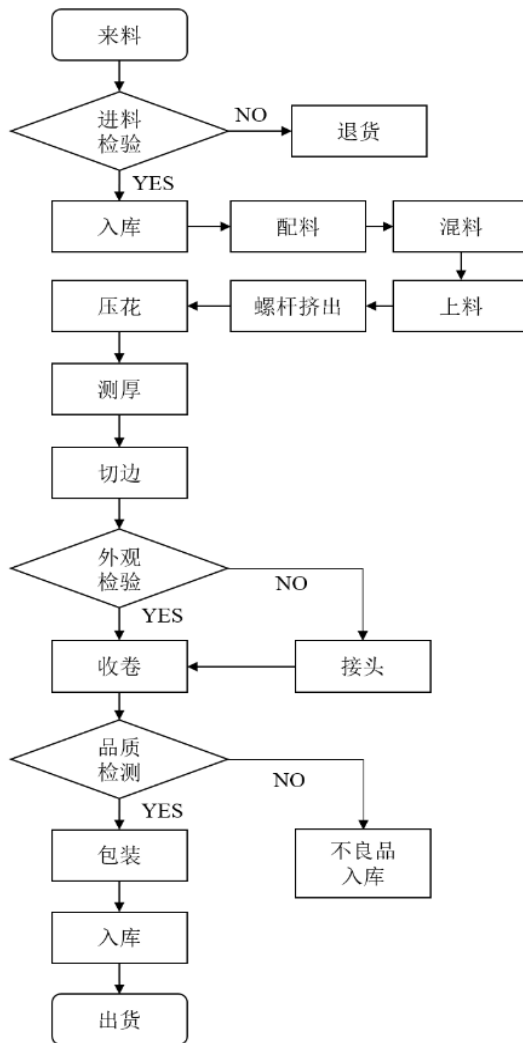 来料
进料
检验
NO
退货
YES
入库
配料
混料
压花
螺杆挤出
上料
测厚
切边
外观
检验
NO
YES
收卷
接头
品质
检测
NO
YES
包装
不良品
入库
入库
出货